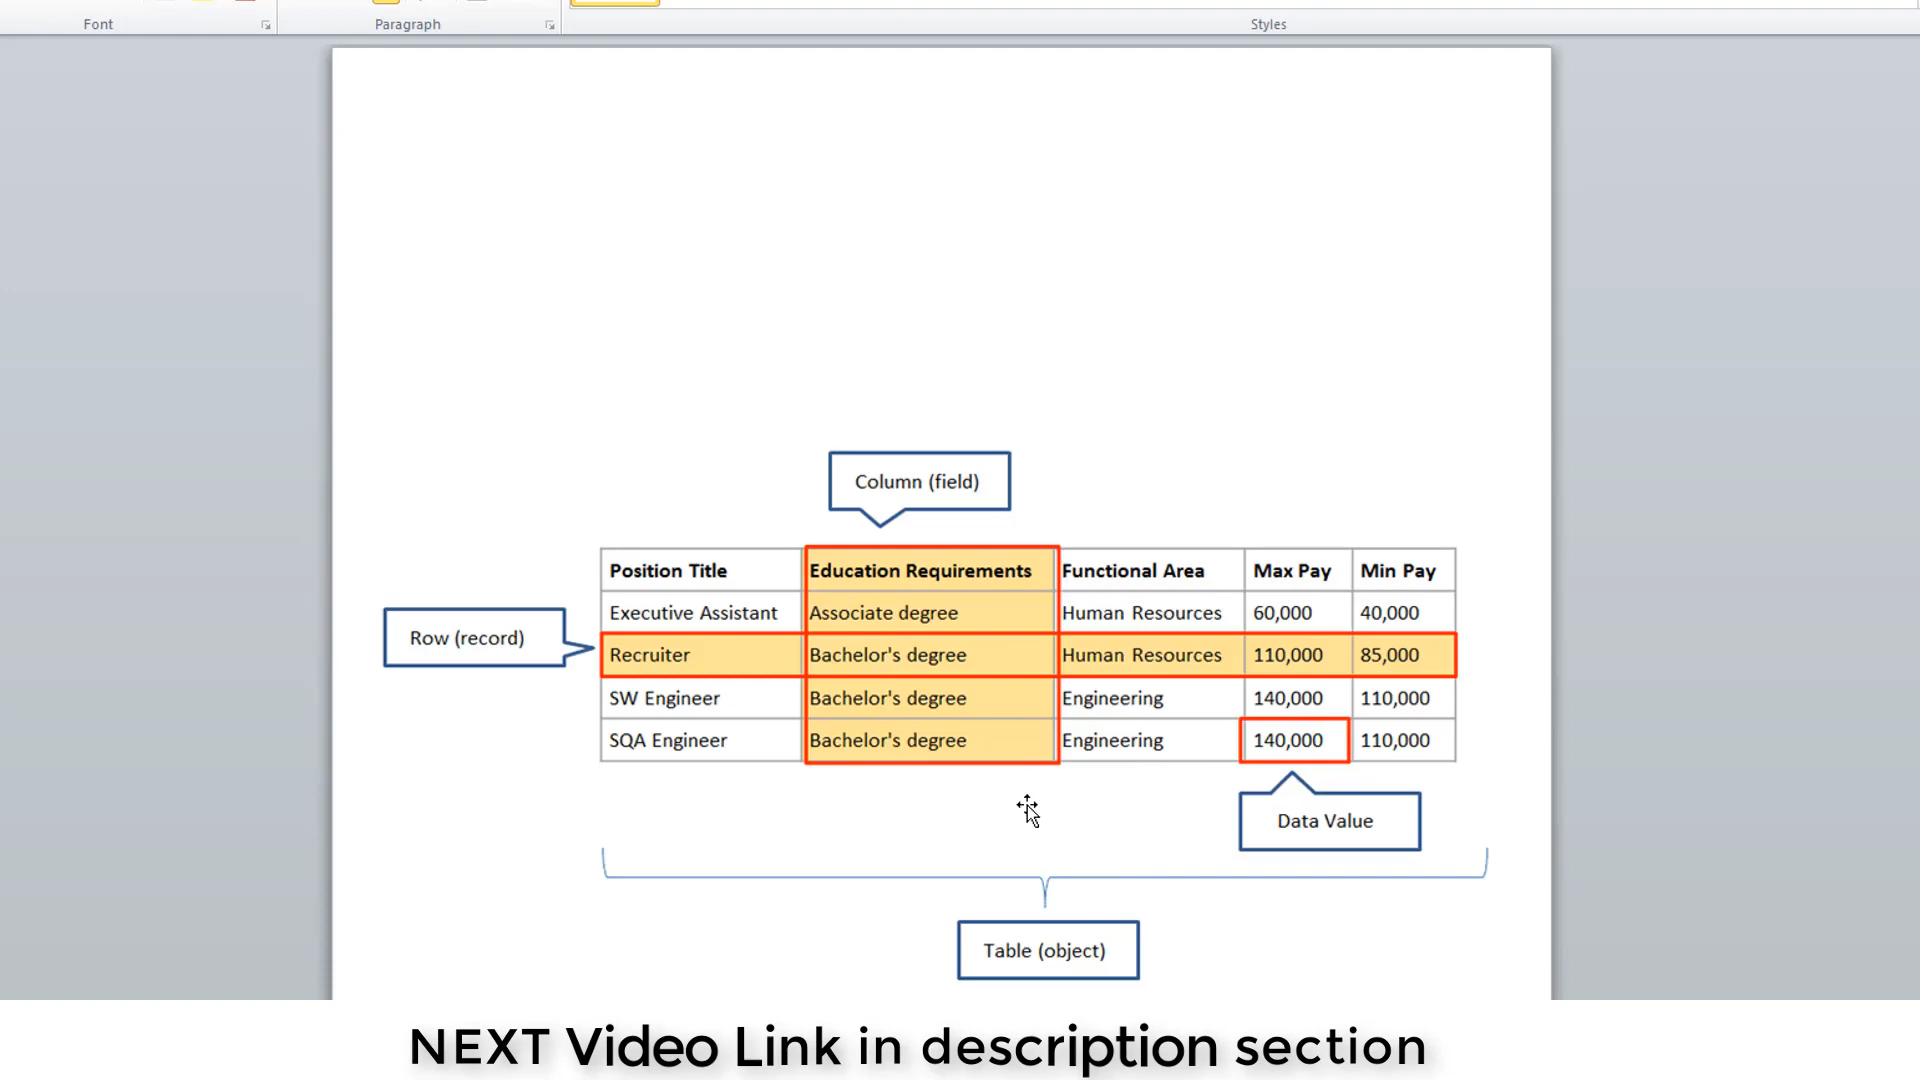 Font Paragraph Styles
Column (field)
Position Title Education Requirements Functional Area Max Pay Min Pay
Executive Assistant Associate degree Human Resources 60,000 40,000
Row (record)
Recruiter Bachelor's degree Human Resources 110,000 85,000
SW Engineer Bachelor's degree Engineering 140,000 110,000
SQA Engineer Bachelor's degree Engineering 140,000 110,000
Data Value
Table (object)
NEXT Video Link in description section